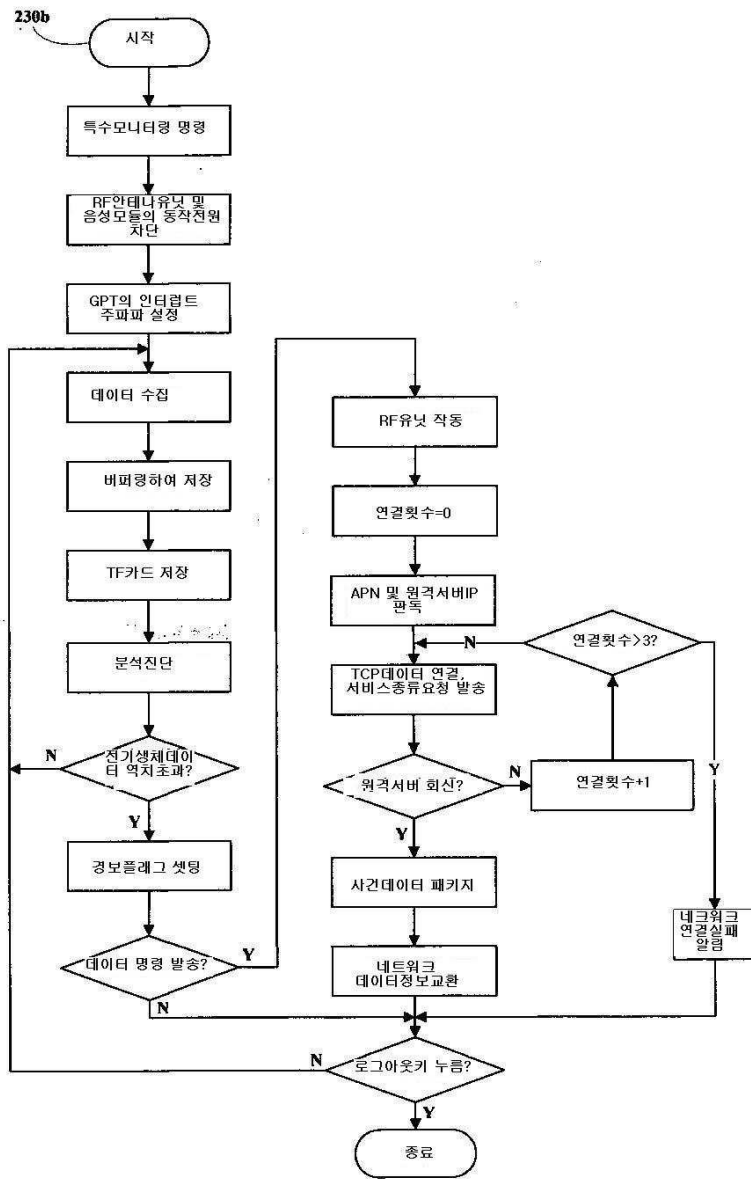 230b
시작
특수모니터링 명령
RF안테나유닛 및
음성모듈의 동작전원
차단
GPT의 인터럽트
주파파 설정
데이터 수집
버퍼링하여 저장
TF카드 저장
분석진단
전기생체데이
터 역치초과?
N
Y
경보플래그 셋팅
데이터 명령 발송?
Y
N
RF유닛 작동
연결횟수=0
APN 및 원격서버IP
판독
TCP데이터 연결,
서비스종류요청 발송
N
연결횟수>3?
Y
원격서버 회신?
N
Y
연결횟수+1
사건데이터 패키지
네트워크
데이터정보교환
네크워크
연결실패
알림
로그아웃키 누름?
N
Y
종료